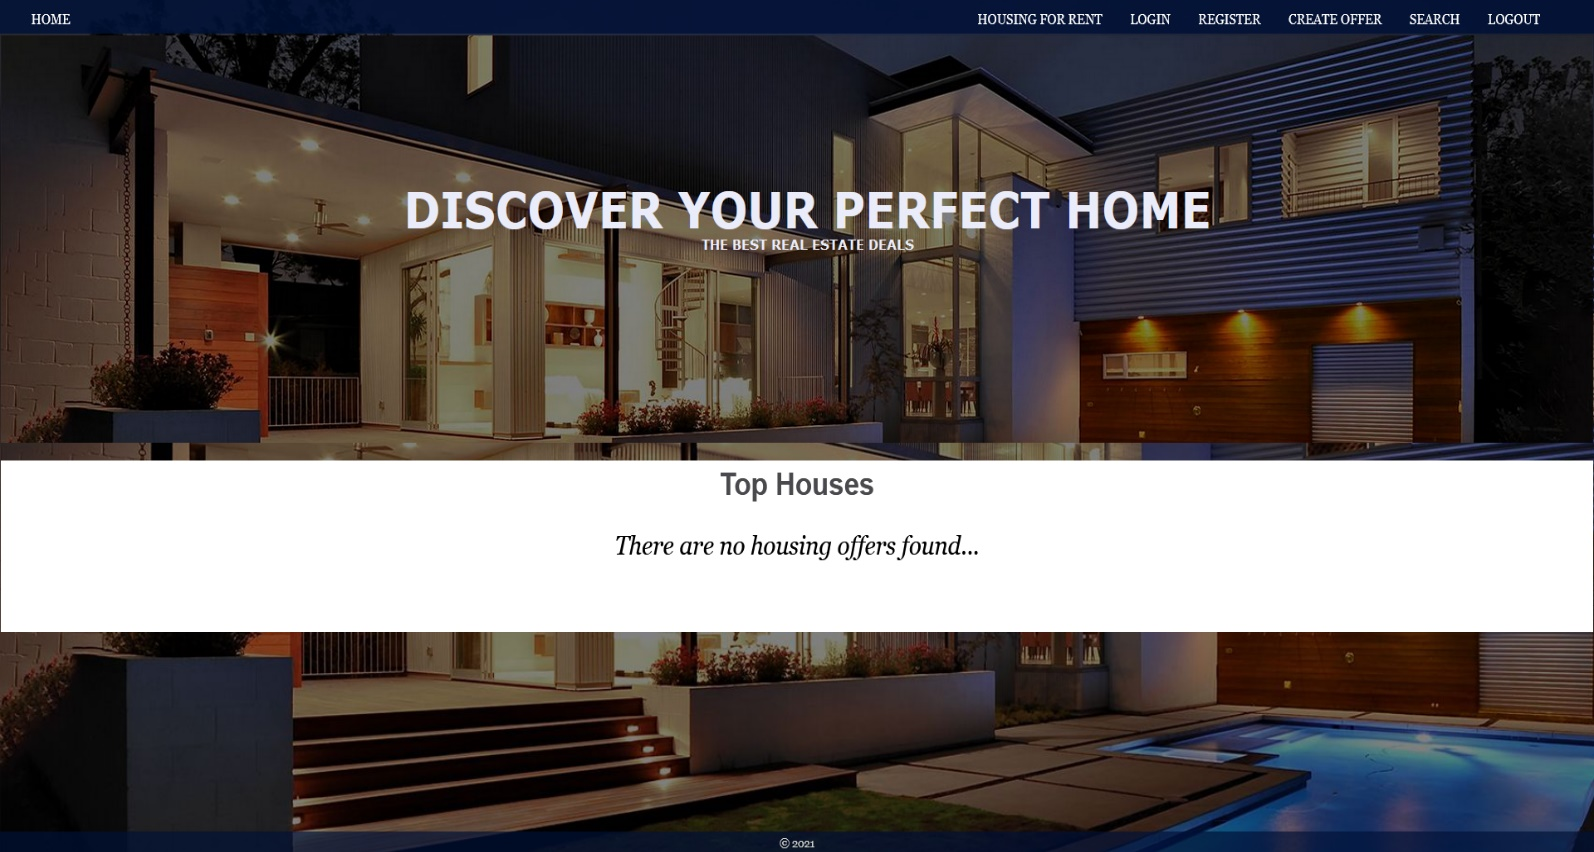 HOME HOUSING FOR RENT LOGIN REGISTER CREATE OFFER SEARCH LOGOUT
DISCOVER YOUR PERFECT HOME
THE BEST REAL ESTATE DEALS
Top Houses
There are no housing offers found...
© 2021